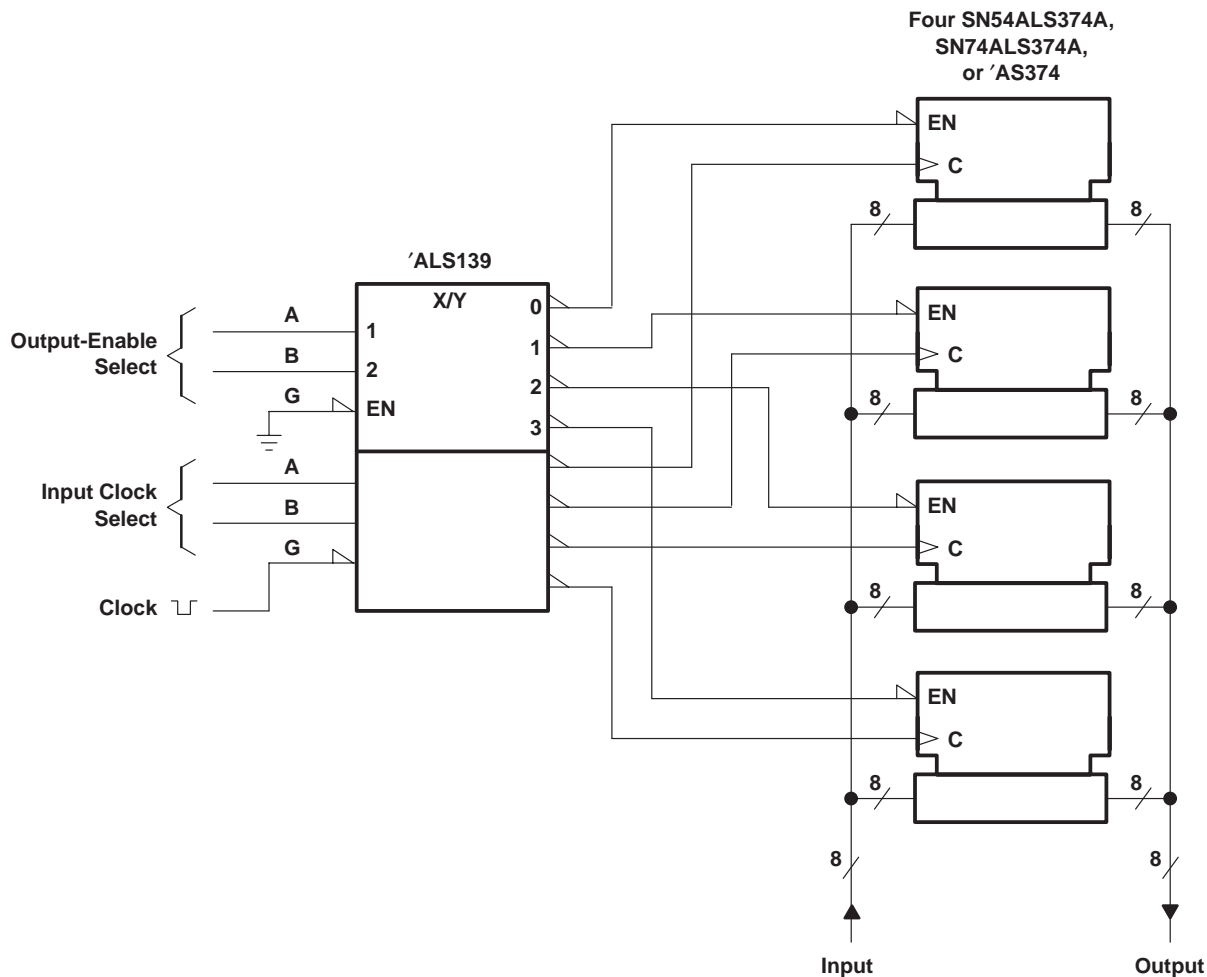 Four SN54ALS374A,
SN74ALS374A,
or ′AS374
EN
C
8 8
′ALS139
X/Y
Output-Enable
Select
A
B
G
1
2
EN
0
1
2
3
EN
C
8 8
Input Clock
Select
A
B
G
Clock
EN
C
8 8
EN
C
8 8
8 8
Input Output